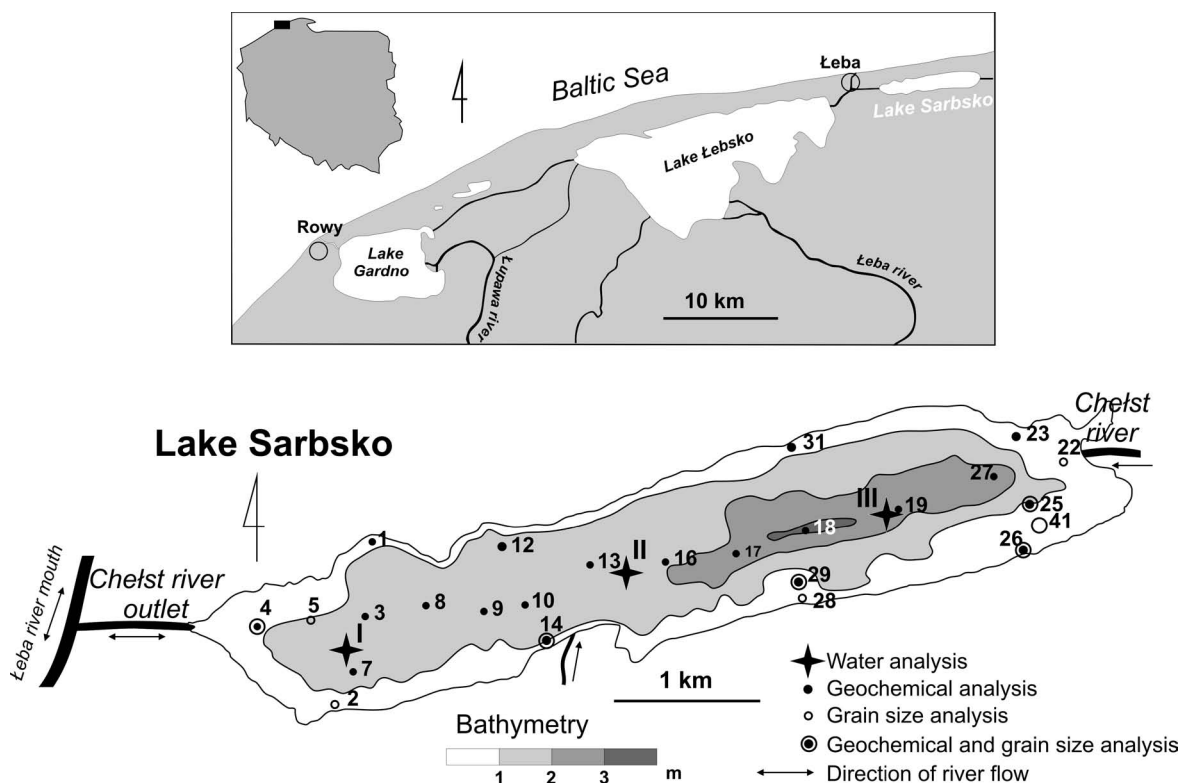 Baltic Sea
Łeba
Lake Sarbsko
Lake Łebsko
Rowy
Lake
Gardno
Łupawa river
Łeba river
10 km
Lake Sarbsko
Chełst
river
31
23
22
27
III
19
25
18
41
1
12
II
26
13
16
17
Chełst river
outlet
29
4
5
3
8
9
10
28
I
14
Łeba river mouth
7
2
1 km
Water analysis
Geochemical analysis
Grain size analysis
Geochemical and grain size analysis
Direction of river flow
Bathymetry
1 2 3 m